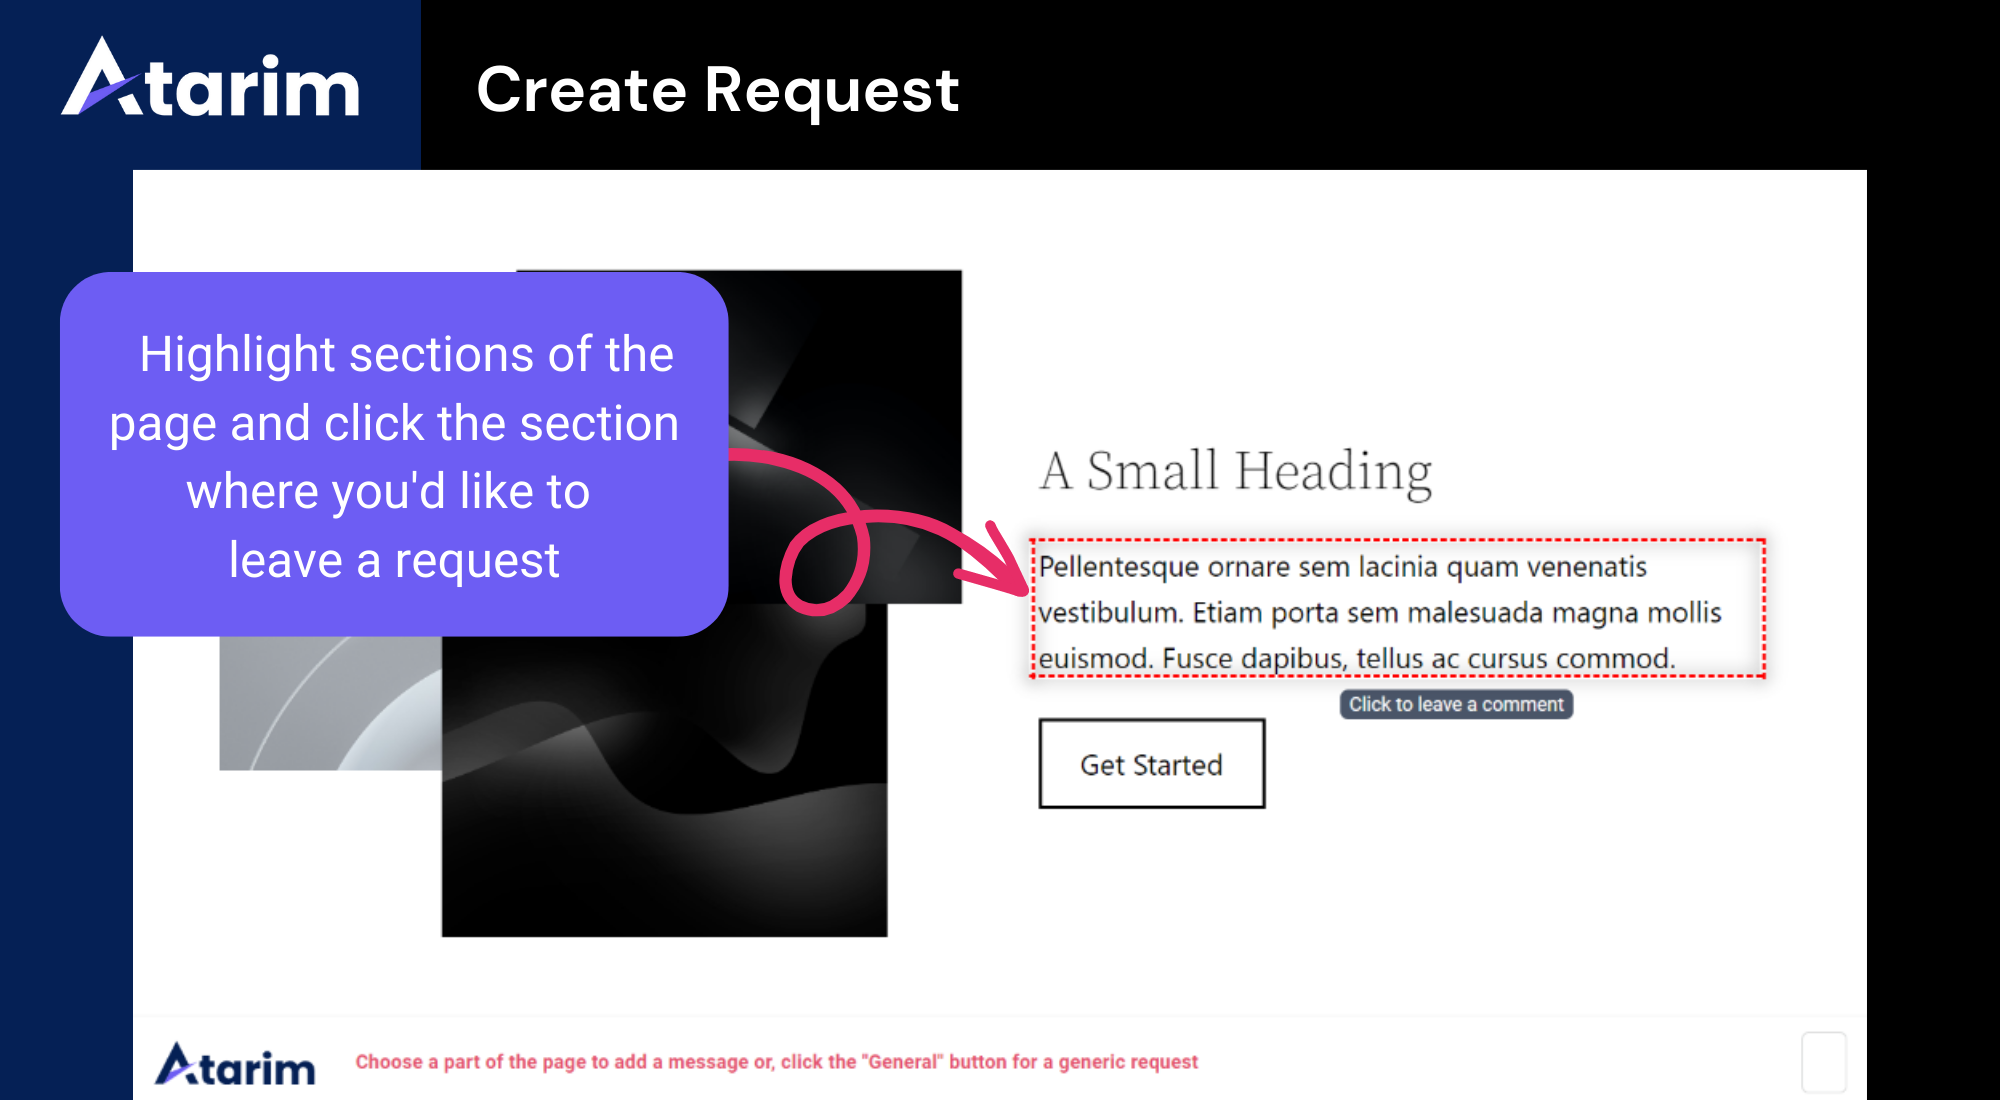 Atarim
Create Request
Highlight sections of the
page and click the section
where you'd like to
leave a request
A Small Heading
Pellentesque ornare sem lacinia quam venenatis
vestibulum. Etiam porta sem malesuada magna mollis
euismod. Fusce dapibus, tellus ac cursus commod.
Click to leave a comment
Get Started
Atarim
Choose a part of the page to add a message or, click the "General" button for a generic request